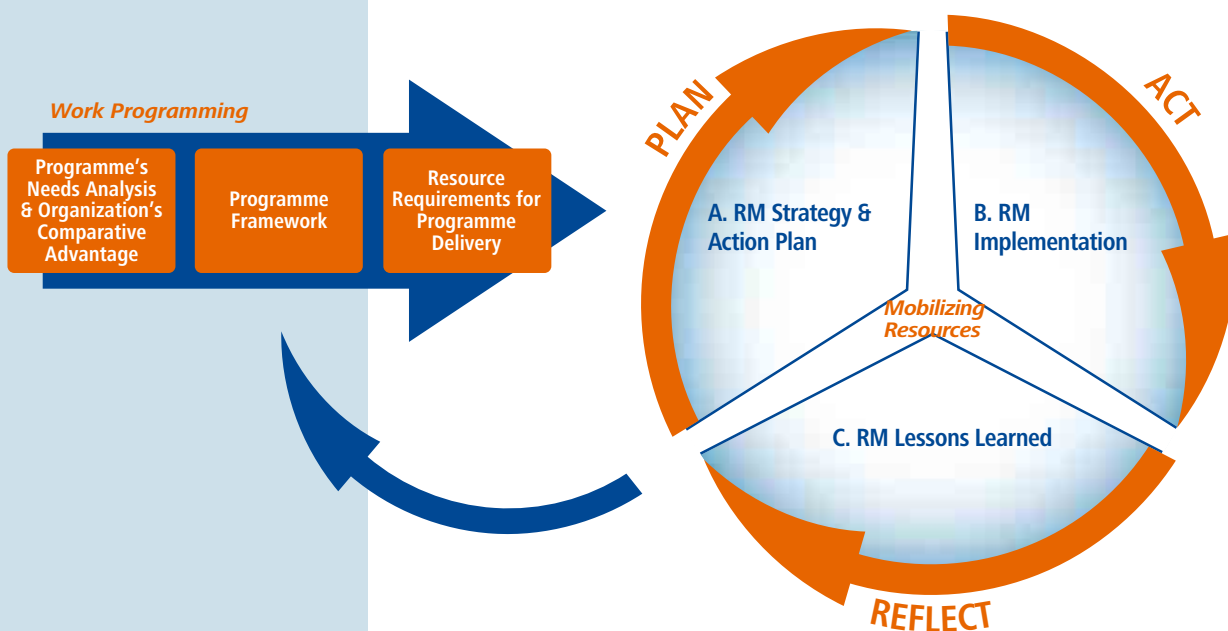 Work Programming
Programme's
Needs Analysis
& Organization's
Comparative
Advantage
Programme
Framework
Resource
Requirements for
Programme
Delivery
PLAN
ACT
A. RM Strategy &
Action Plan
B. RM
Implementation
Mobilizing
Resources
C. RM Lessons Learned
REFLECT